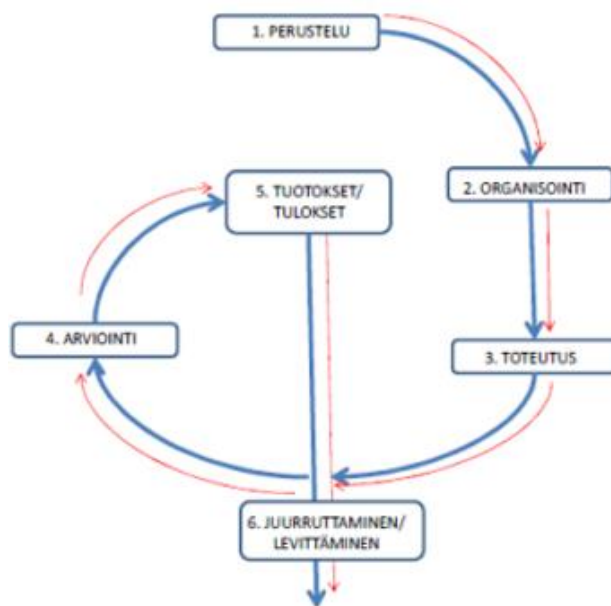 1. PERUSTELU
2. ORGANISOINTI
3. TOTEUTUS
4. ARVIOINTI
5. TUOTOKSET/
TULOKSET
6. JUURRUTTAMINEN/
LEVITTÄMINEN